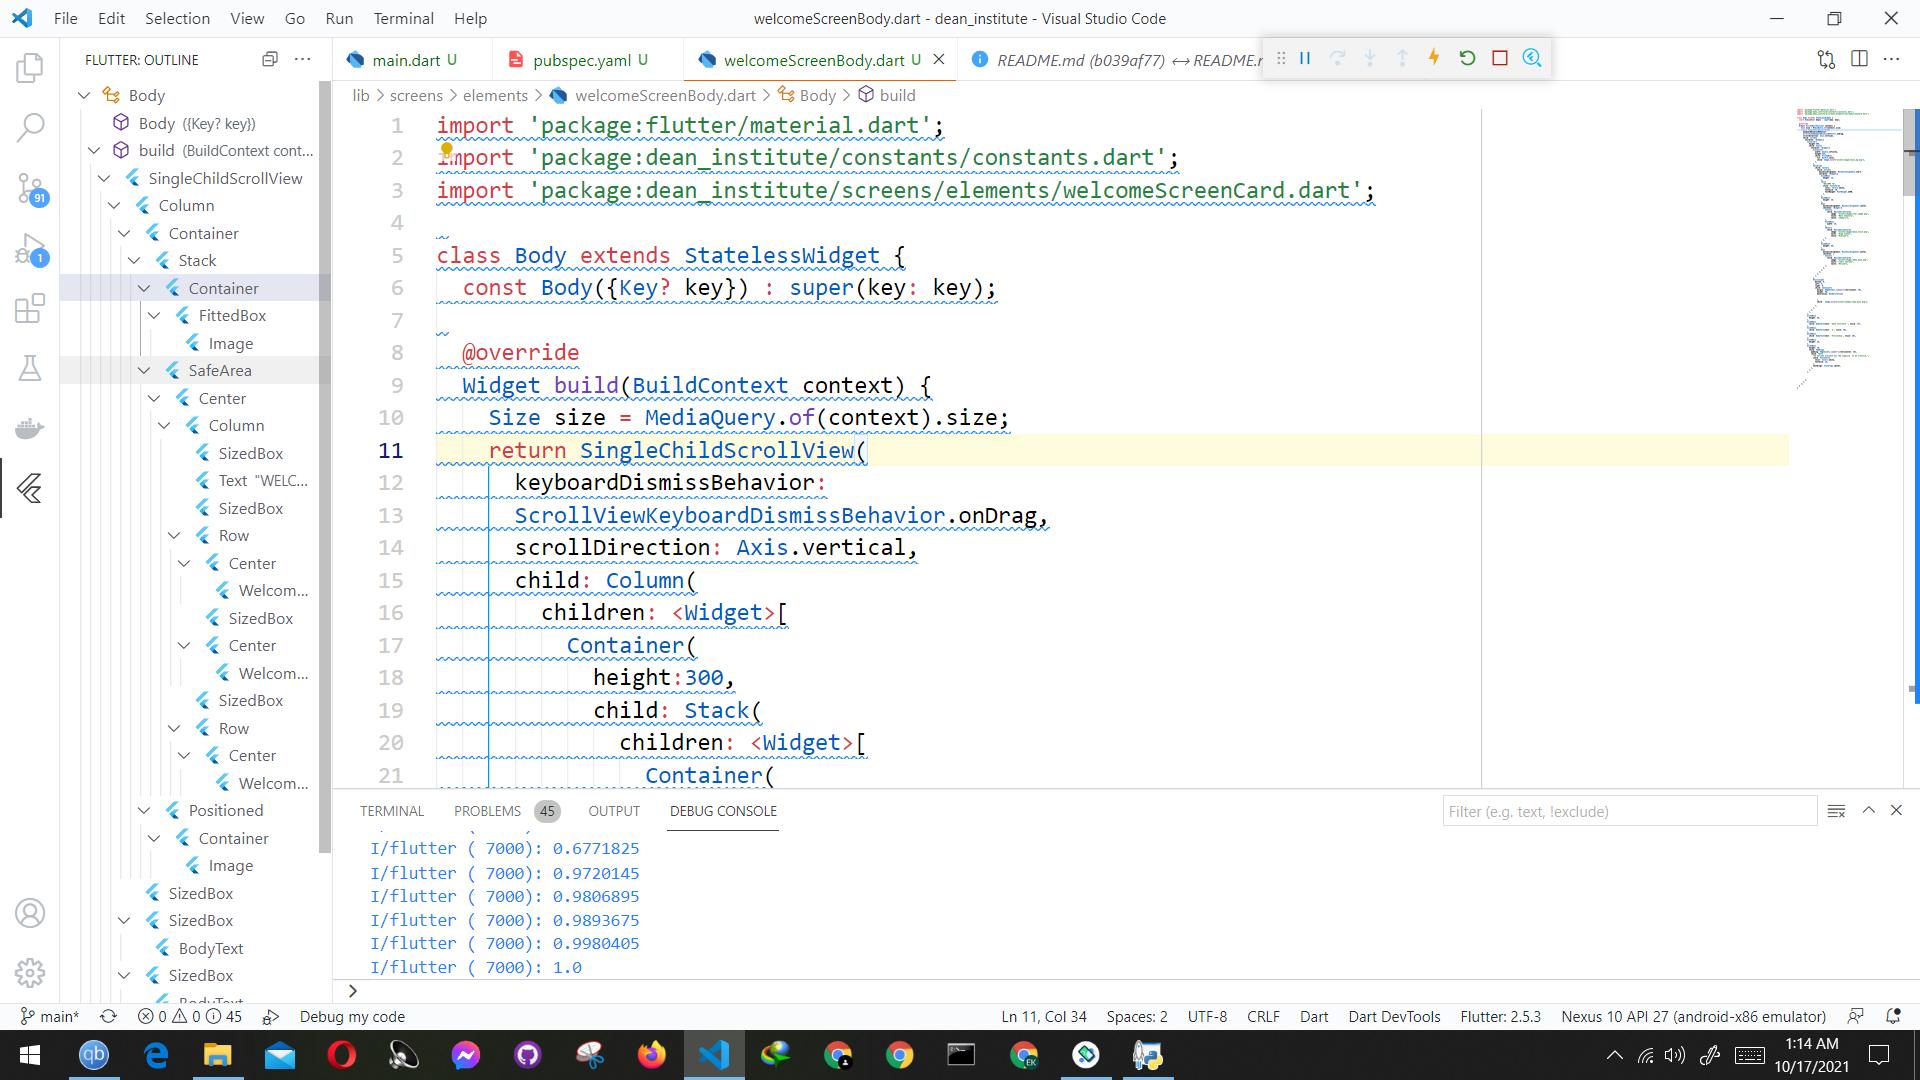 File Edit Selection View Go Run Terminal Help
welcomeScreenBody.dart - dean_institute - Visual Studio Code
FLUTTER: OUTLINE
main.dart U
pubspec.yaml U
welcomeScreenBody.dart U
README.md (b039af77) ↔ README.
lib > screens > elements > welcomeScreenBody.dart > Body > build
Body
Body ({Key? key})
build (BuildContext cont...
SingleChildScrollView
Column
Container
Stack
Container
FittedBox
Image
SafeArea
Center
Column
SizedBox
Text "WELC...
SizedBox
Row
Center
Welcom...
SizedBox
Center
Welcom...
SizedBox
Row
Center
Welcom...
Positioned
Container
Image
SizedBox
SizedBox
BodyText
SizedBox
BodyText
91
1
1 import 'package:flutter/material.dart';
2 import 'package:dean_institute/constants/constants.dart';
3 import 'package:dean_institute/screens/elements/welcomeScreenCard.dart';
4
5 class Body extends StatelessWidget {
6 const Body({Key? key}) : super(key: key);
7
8 @override
9 Widget build(BuildContext context) {
10 Size size = MediaQuery.of(context).size;
11 return SingleChildScrollView(
12 keyboardDismissBehavior:
13 ScrollViewKeyboardDismissBehavior.onDrag,
14 scrollDirection: Axis.vertical,
15 child: Column(
16 children: <Widget>[
17 Container(
18 height:300,
19 child: Stack(
20 children: <Widget>[
21 Container(
TERMINAL PROBLEMS 45 OUTPUT DEBUG CONSOLE
Filter (e.g. text, !exclude)
I/flutter ( 7000): 0.6771825
I/flutter ( 7000): 0.9720145
I/flutter ( 7000): 0.9806895
I/flutter ( 7000): 0.9893675
I/flutter ( 7000): 0.9980405
I/flutter ( 7000): 1.0
>
main* 0 0 45 Debug my code
Ln 11, Col 34 Spaces: 2 UTF-8 CRLF Dart Dart DevTools Flutter: 2.5.3 Nexus 10 API 27 (android-x86 emulator)
qb
EK
1:14 AM
10/17/2021